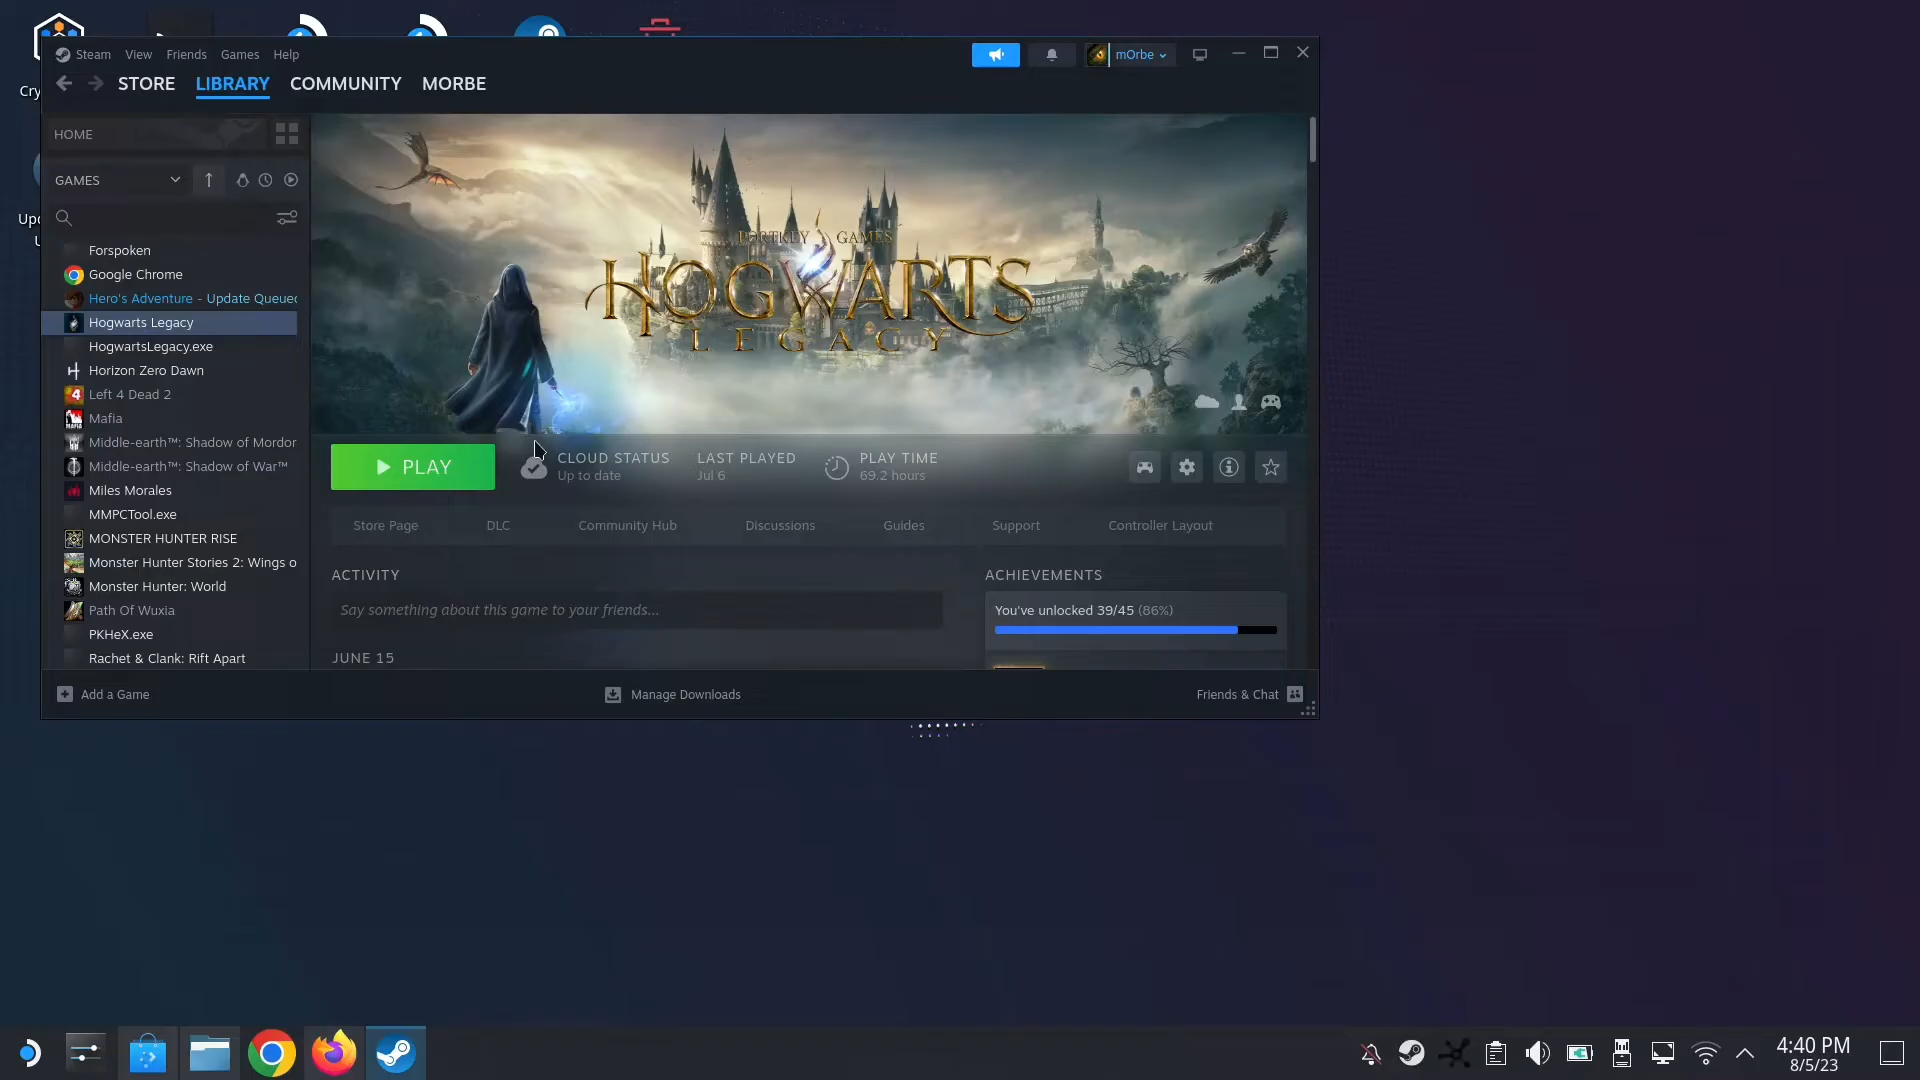 Steam View Friends Games Help
mOrbe
STORE LIBRARY COMMUNITY MORBE
Cry
HOME
GAMES
Forspoken
Google Chrome
Hero's Adventure - Update Queued
Hogwarts Legacy
HogwartsLegacy.exe
Horizon Zero Dawn
Left 4 Dead 2
Mafia
Middle-earth™: Shadow of Mordor
Middle-earth™: Shadow of War™
Miles Morales
MMPCTool.exe
MONSTER HUNTER RISE
Monster Hunter Stories 2: Wings o
Monster Hunter: World
Path Of Wuxia
PKHeX.exe
Rachet & Clank: Rift Apart
PORTKEY GAMES
HOGWARTS
LEGACY
PLAY
CLOUD STATUS
Up to date
LAST PLAYED
Jul 6
PLAY TIME
69.2 hours
Store Page DLC Community Hub Discussions Guides Support Controller Layout
ACTIVITY
Say something about this game to your friends...
JUNE 15
ACHIEVEMENTS
You've unlocked 39/45 (86%)
Add a Game
Manage Downloads
Friends & Chat
4:40 PM
8/5/23